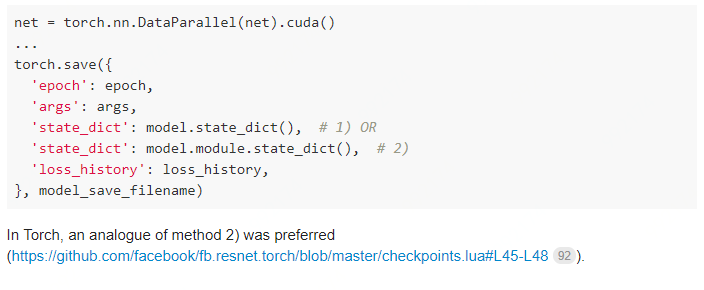 net = torch.nn.DataParallel(net).cuda()
...
torch.save({
  'epoch': epoch,
  'args': args,
  'state_dict': model.state_dict(),  # 1) OR
  'state_dict': model.module.state_dict(),  # 2)
  'loss_history': loss_history,
}, model_save_filename)
In Torch, an analogue of method 2) was preferred
(https://github.com/facebook/fb.resnet.torch/blob/master/checkpoints.lua#L45-L48 92 ).